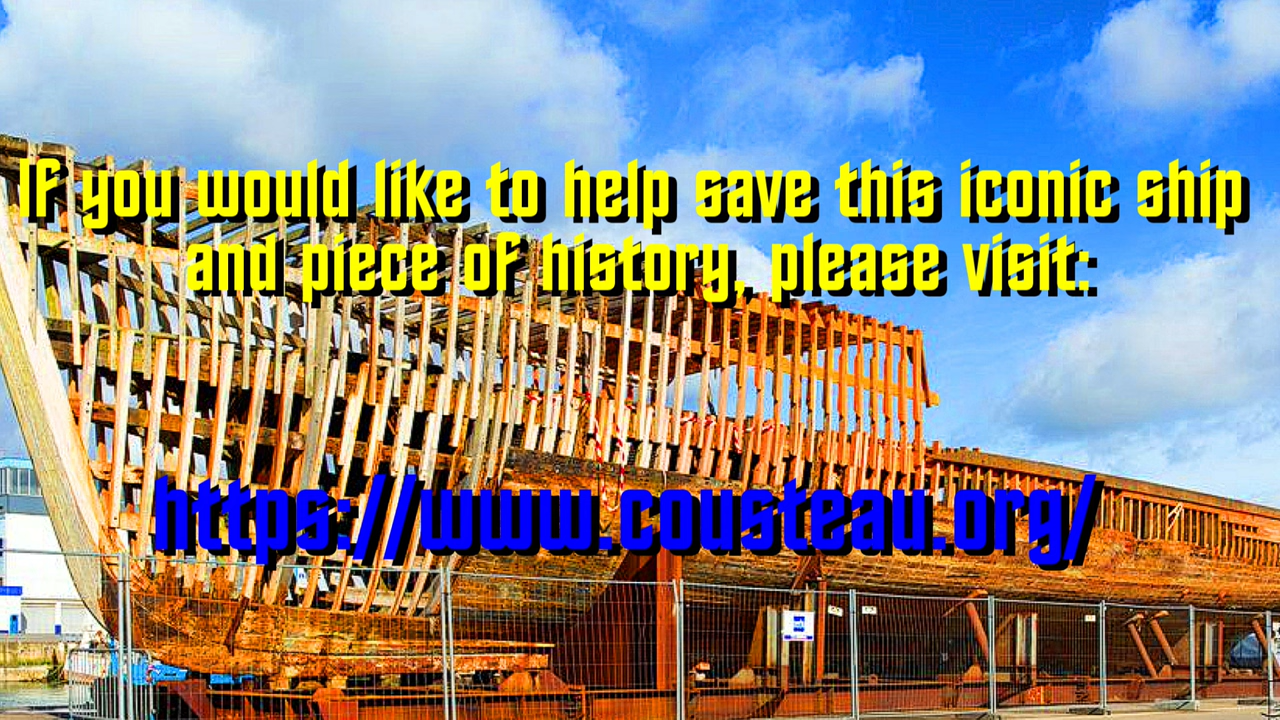 If you would like to help save this iconic ship
and piece of history, please visit:
https://www.cousteau.org/